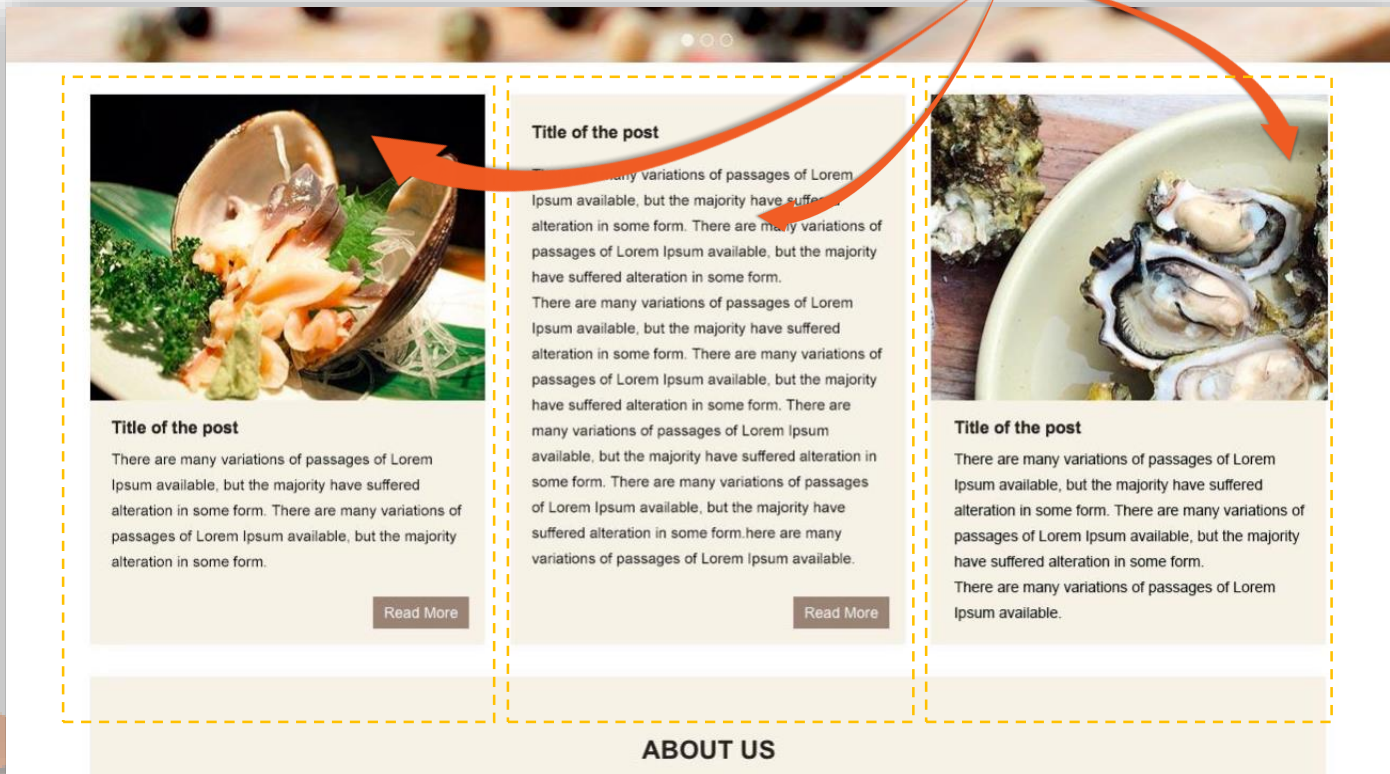 Title of the post
There are many variations of passages of Lorem
Ipsum available, but the majority have suffered
alteration in some form. There are many variations of
passages of Lorem Ipsum available, but the majority
alteration in some form.
Read More
Title of the post
variations of passages of Lorem
Ipsum available, but the majority have
alteration in some form. There are many variations of
passages of Lorem Ipsum available, but the majority
have suffered alteration in some form.
There are many variations of passages of Lorem
Ipsum available, but the majority have suffered
alteration in some form. There are many variations of
passages of Lorem Ipsum available, but the majority
have suffered alteration in some form. There are
many variations of passages of Lorem Ipsum
available, but the majority have suffered alteration in
some form. There are many variations of passages
of Lorem Ipsum available, but the majority have
suffered alteration in some form.here are many
variations of passages of Lorem Ipsum available.
Read More
Title of the post
There are many variations of passages of Lorem
Ipsum available, but the majority have suffered
alteration in some form. There are many variations of
passages of Lorem Ipsum available, but the majority
have suffered alteration in some form.
There are many variations of passages of Lorem
Ipsum available.
ABOUT US